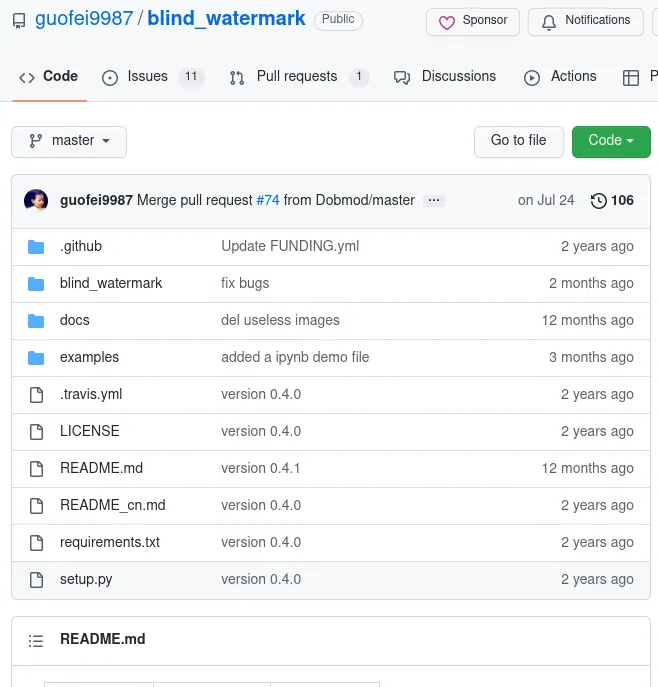 guofei9987 / blind_watermark Public Sponsor Notifications
Code Issues 11 Pull requests 1 Discussions Actions P
master Go to file Code
guofei9987 Merge pull request #74 from Dobmod/master ... on Jul 24 106
.github Update FUNDING.yml 2 years ago
blind_watermark fix bugs 2 months ago
docs del useless images 12 months ago
examples added a ipynb demo file 3 months ago
.travis.yml version 0.4.0 2 years ago
LICENSE version 0.4.0 2 years ago
README.md version 0.4.1 12 months ago
README_cn.md version 0.4.0 2 years ago
requirements.txt version 0.4.0 2 years ago
setup.py version 0.4.0 2 years ago
README.md